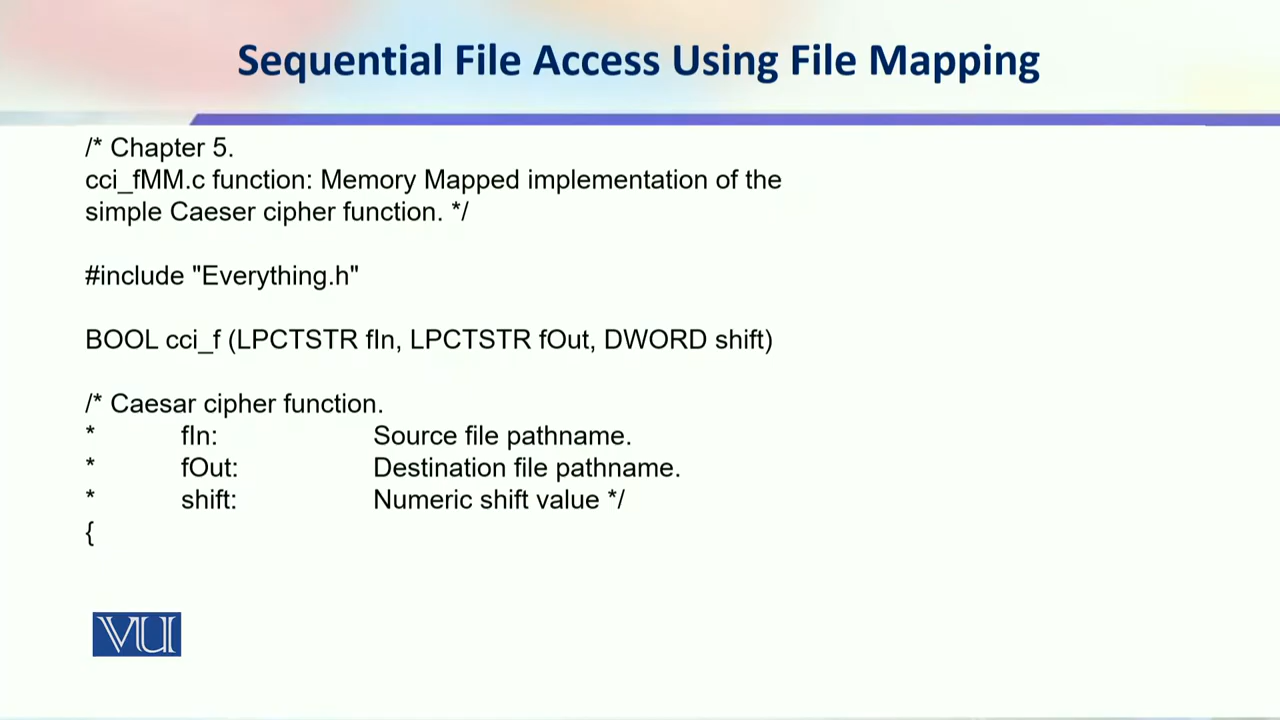 Sequential File Access Using File Mapping
/* Chapter 5.
cci_fMM.c function: Memory Mapped implementation of the
simple Caeser cipher function. */
#include "Everything.h"
BOOL cci_f (LPCTSTR fIn, LPCTSTR fOut, DWORD shift)
/* Caesar cipher function.
* fIn: Source file pathname.
* fOut: Destination file pathname.
* shift: Numeric shift value */
{
VU